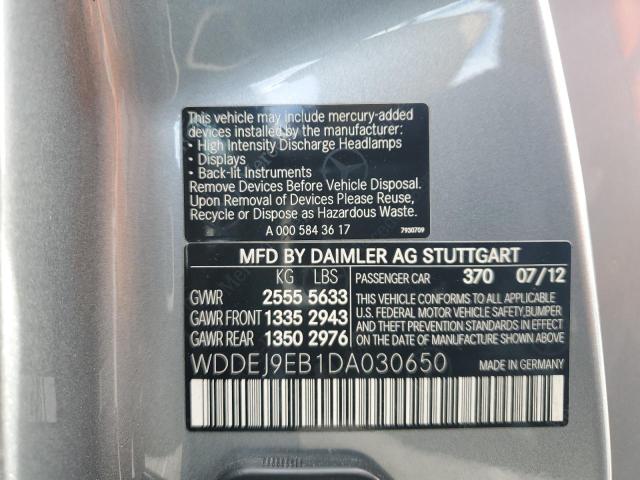 This vehicle may include mercury-added
devices installed by the manufacturer:
• High Intensity Discharge Headlamps
• Displays
• Back-lit Instruments
Remove Devices Before Vehicle Disposal.
Upon Removal of Devices Please Reuse,
Recycle or Dispose as Hazardous Waste.
A 000 584 36 17 7930709
MFD BY DAIMLER AG STUTTGART
KG LBS PASSENGER CAR 370 07/12
GVWR 2555 5633
GAWR FRONT 1335 2943
GAWR REAR 1350 2976
THIS VEHICLE CONFORMS TO ALL APPLICABLE
U.S. FEDERAL MOTOR VEHICLE SAFETY,BUMPER
AND THEFT PREVENTION STANDARDS IN EFFECT
ON THE DATE OF MANUFACTURE SHOWN ABOVE.
WDDEJ9EB1DA030650